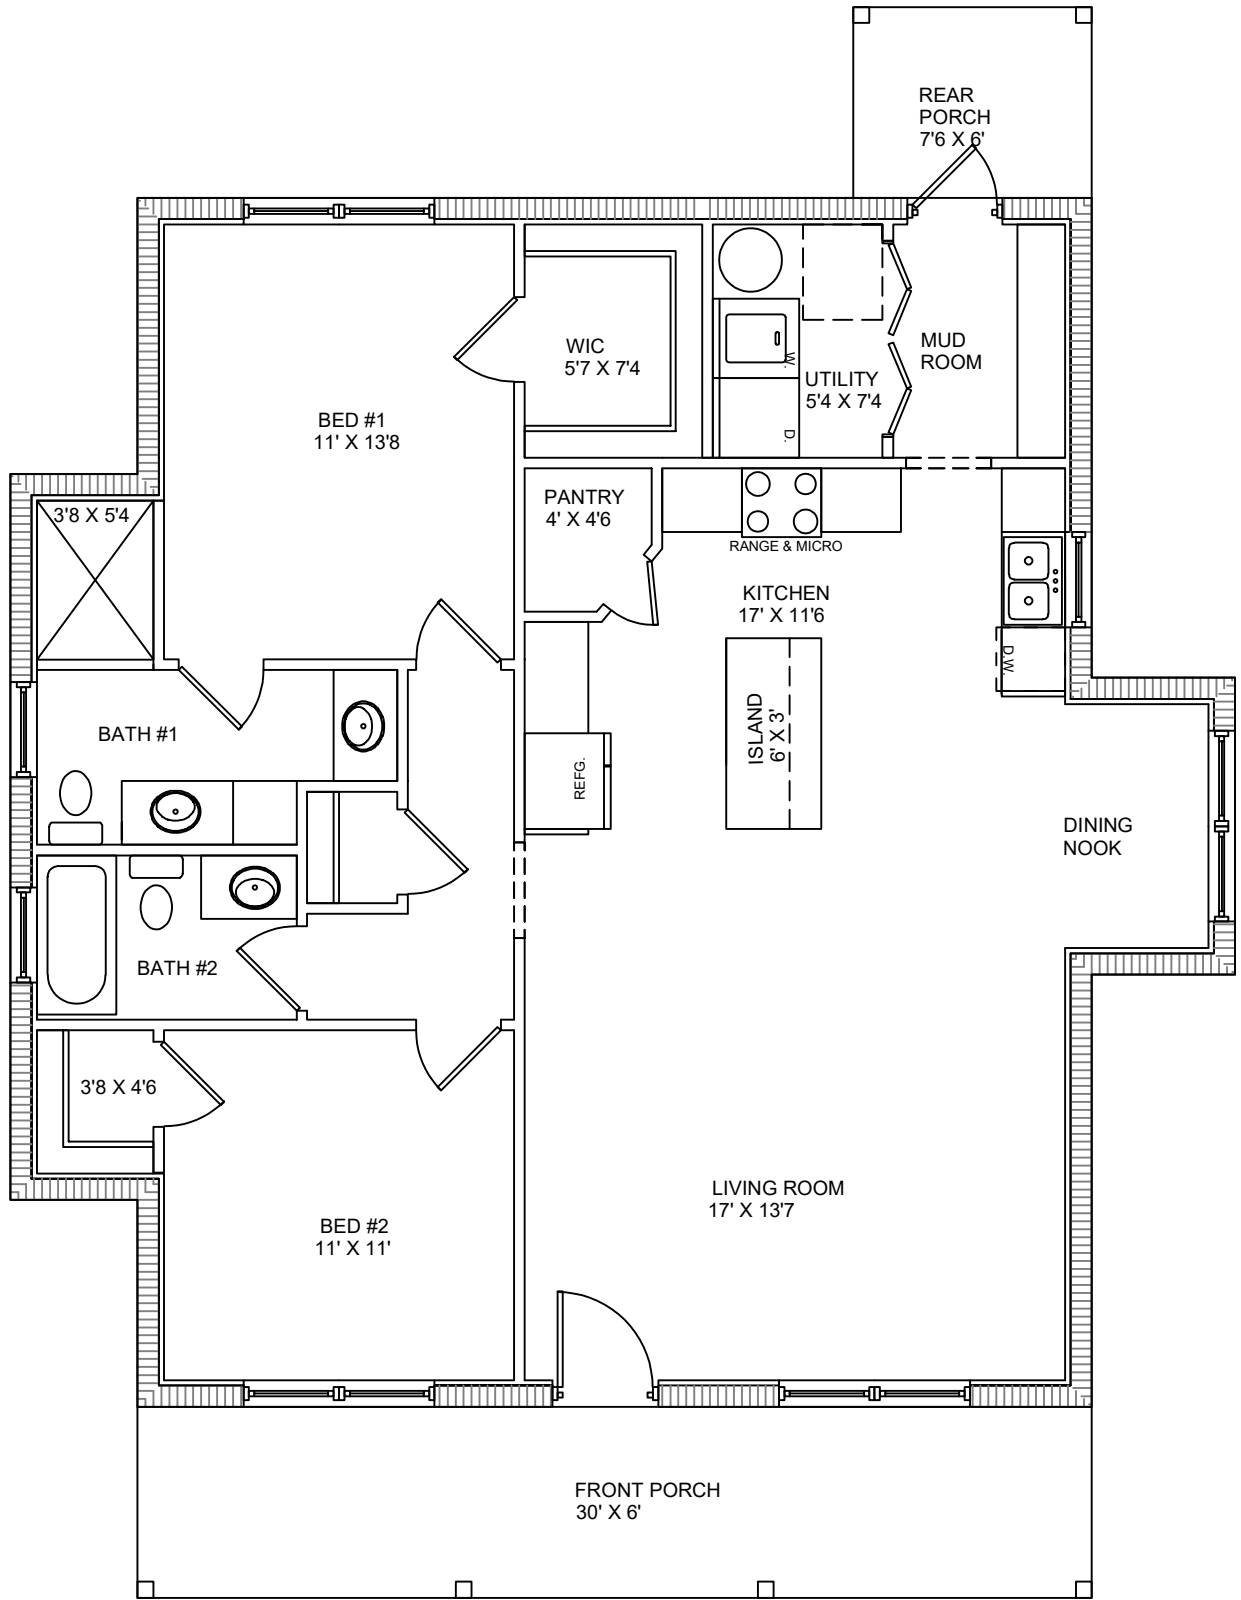 REAR
PORCH
7'6 X 6'
WIC
5'7 X 7'4
MUD
ROOM
W.
UTILITY
5'4 X 7'4
D.
BED #1
11' X 13'8
PANTRY
4' X 4'6
3'8 X 5'4
RANGE & MICRO
KITCHEN
17' X 11'6
D.W.
ISLAND
6' X 3'
BATH #1
REFG.
DINING
NOOK
BATH #2
3'8 X 4'6
LIVING ROOM
17' X 13'7
BED #2
11' X 11'
FRONT PORCH
30' X 6'